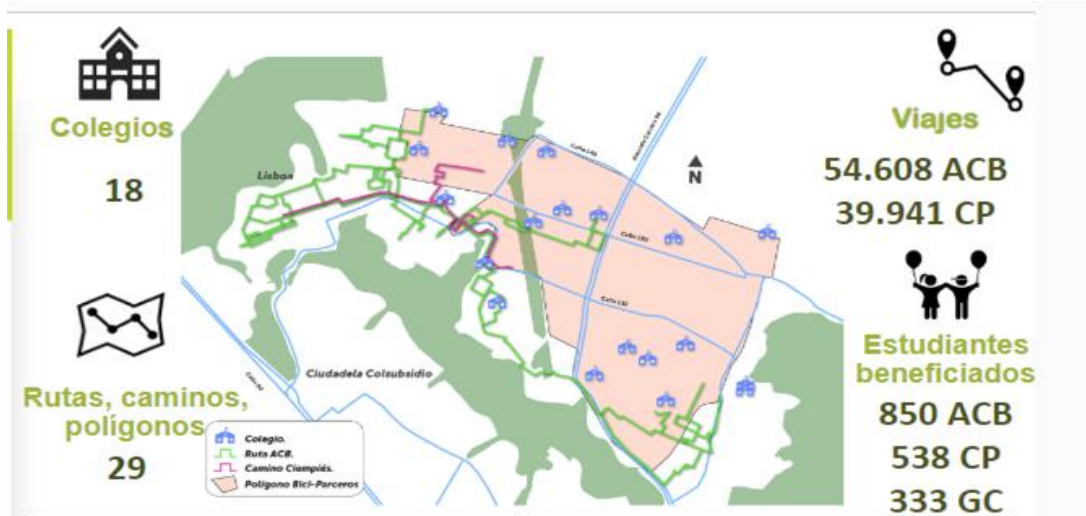 Colegios
18
Rutas, caminos,
polígonos
29
Lisboa
Ciudadela Colsubsidio
N
Colegio.
Ruta ACB.
Camino Ciempiés.
Polígono Bici-Parceros
Viajes
54.608 ACB
39.941 CP
Estudiantes
beneficiados
850 ACB
538 CP
333 GC